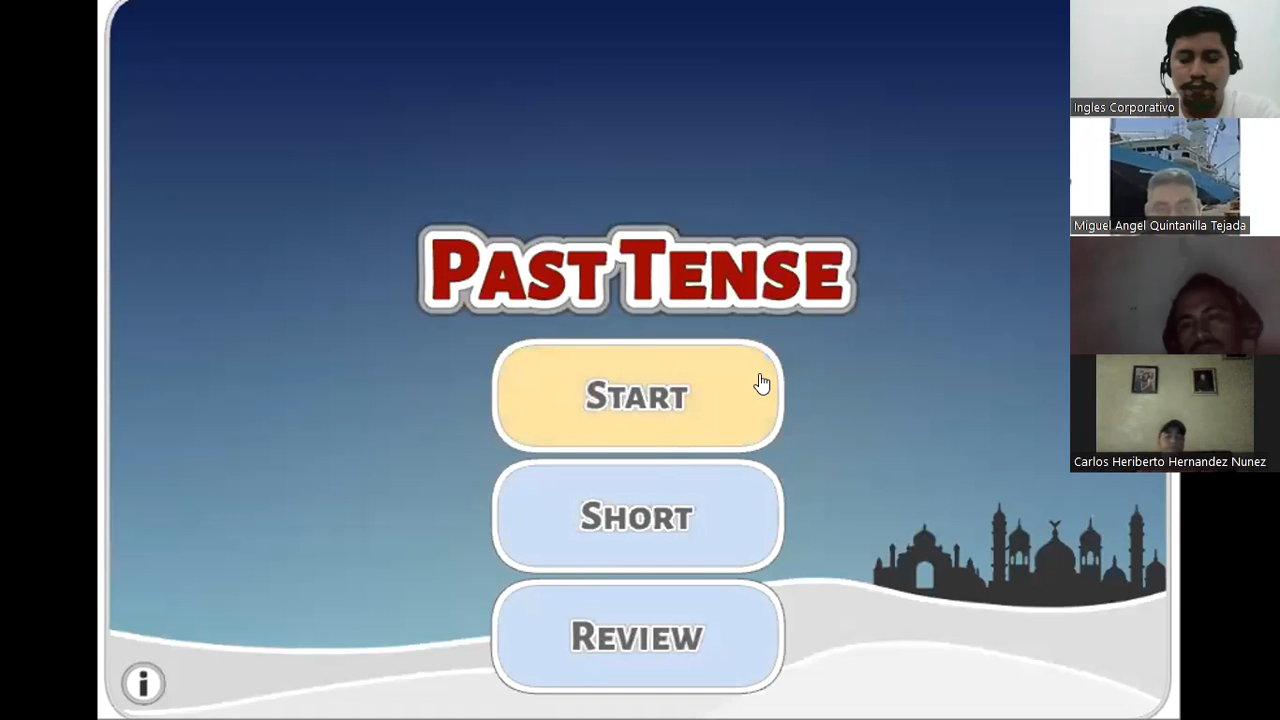 PAST TENSE
START
SHORT
REVIEW
i
Ingles Corporativo
Miguel Angel Quintanilla Tejada
Carlos Heriberto Hernandez Nunez